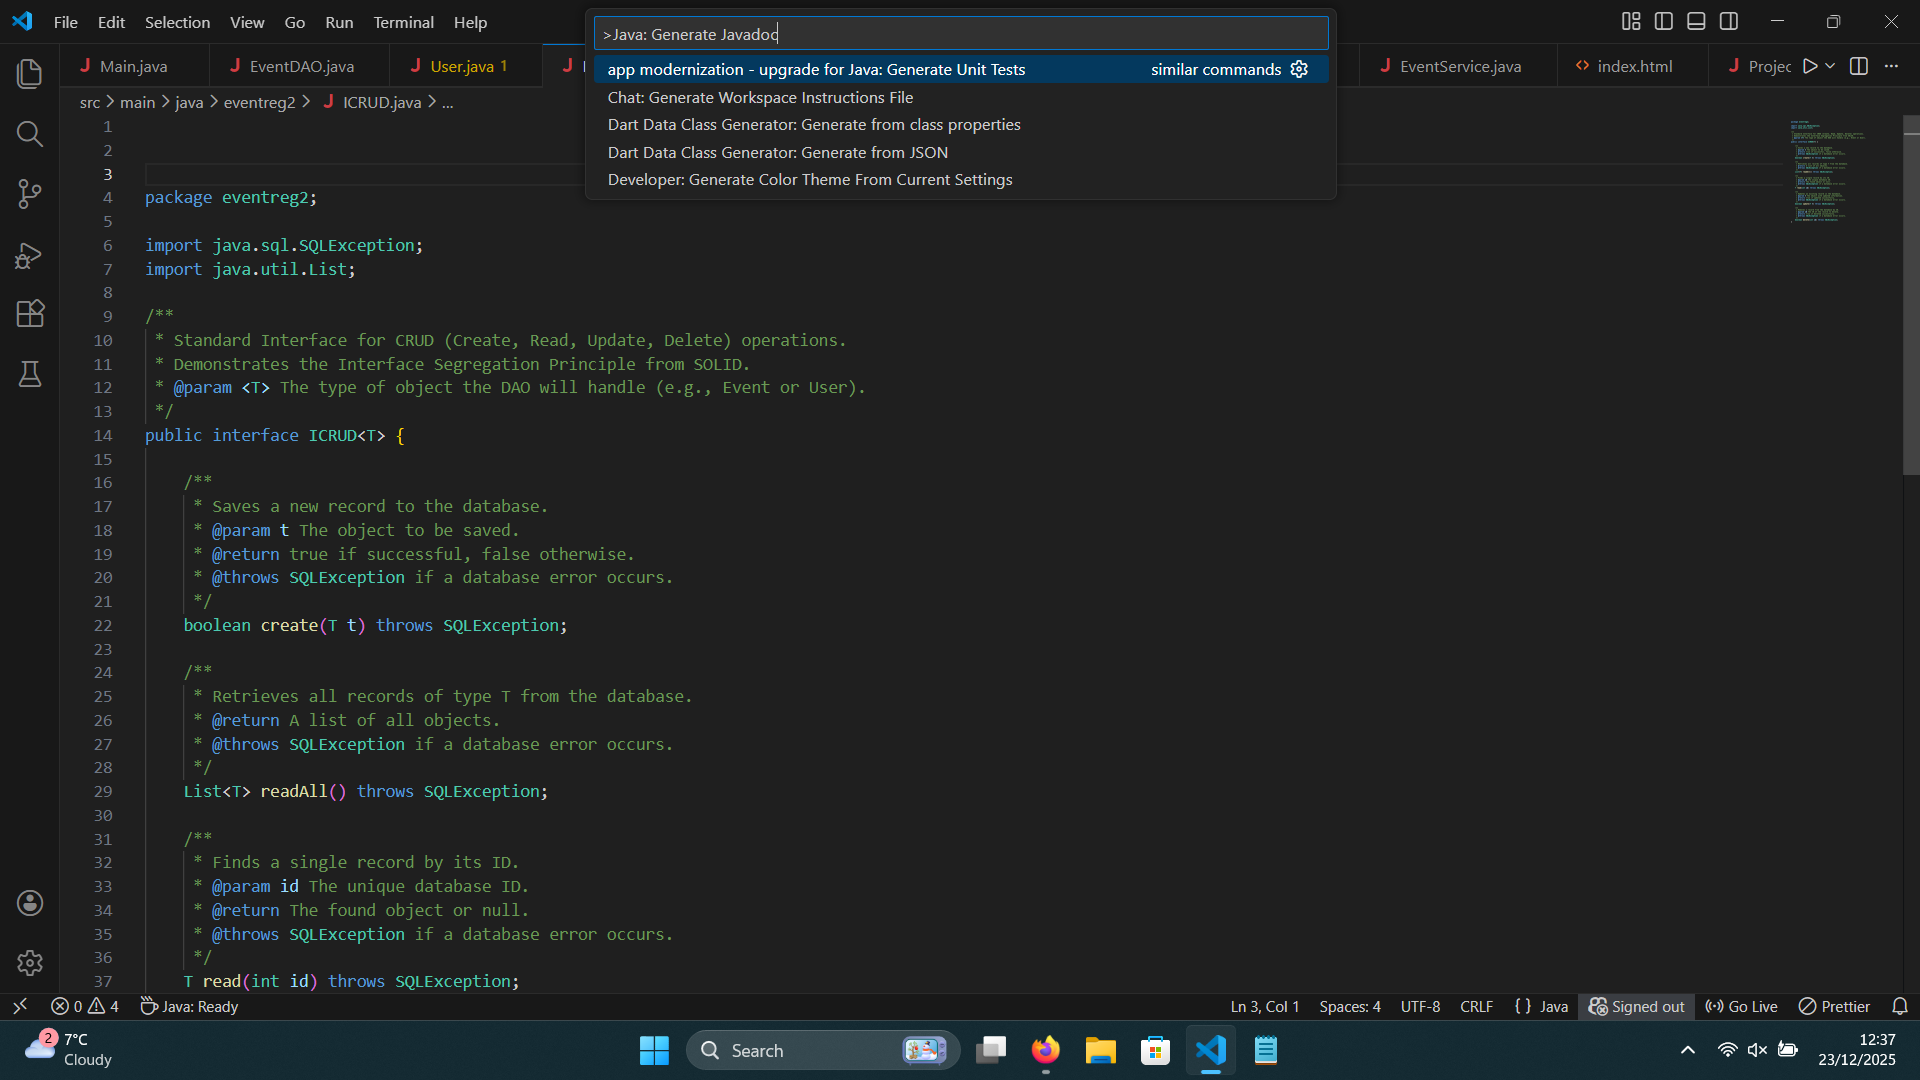 File Edit Selection View Go Run Terminal Help
>Java: Generate Javadoc
app modernization - upgrade for Java: Generate Unit Tests similar commands
Chat: Generate Workspace Instructions File
Dart Data Class Generator: Generate from class properties
Dart Data Class Generator: Generate from JSON
Developer: Generate Color Theme From Current Settings
J Main.java J EventDAO.java J User.java 1 J J EventService.java <> index.html J Projec
src > main > java > eventreg2 > J ICRUD.java > ...
1
2
3
4 package eventreg2;
5
6 import java.sql.SQLException;
7 import java.util.List;
8
9 /**
10 * Standard Interface for CRUD (Create, Read, Update, Delete) operations.
11 * Demonstrates the Interface Segregation Principle from SOLID.
12 * @param <T> The type of object the DAO will handle (e.g., Event or User).
13 */
14 public interface ICRUD<T> {
15
16 /**
17 * Saves a new record to the database.
18 * @param t The object to be saved.
19 * @return true if successful, false otherwise.
20 * @throws SQLException if a database error occurs.
21 */
22 boolean create(T t) throws SQLException;
23
24 /**
25 * Retrieves all records of type T from the database.
26 * @return A list of all objects.
27 * @throws SQLException if a database error occurs.
28 */
29 List<T> readAll() throws SQLException;
30
31 /**
32 * Finds a single record by its ID.
33 * @param id The unique database ID.
34 * @return The found object or null.
35 * @throws SQLException if a database error occurs.
36 */
37 T read(int id) throws SQLException;
0 4 Java: Ready Ln 3, Col 1 Spaces: 4 UTF-8 CRLF {} Java Signed out Go Live Prettier
2 7°C
Cloudy
Search
12:37
23/12/2025